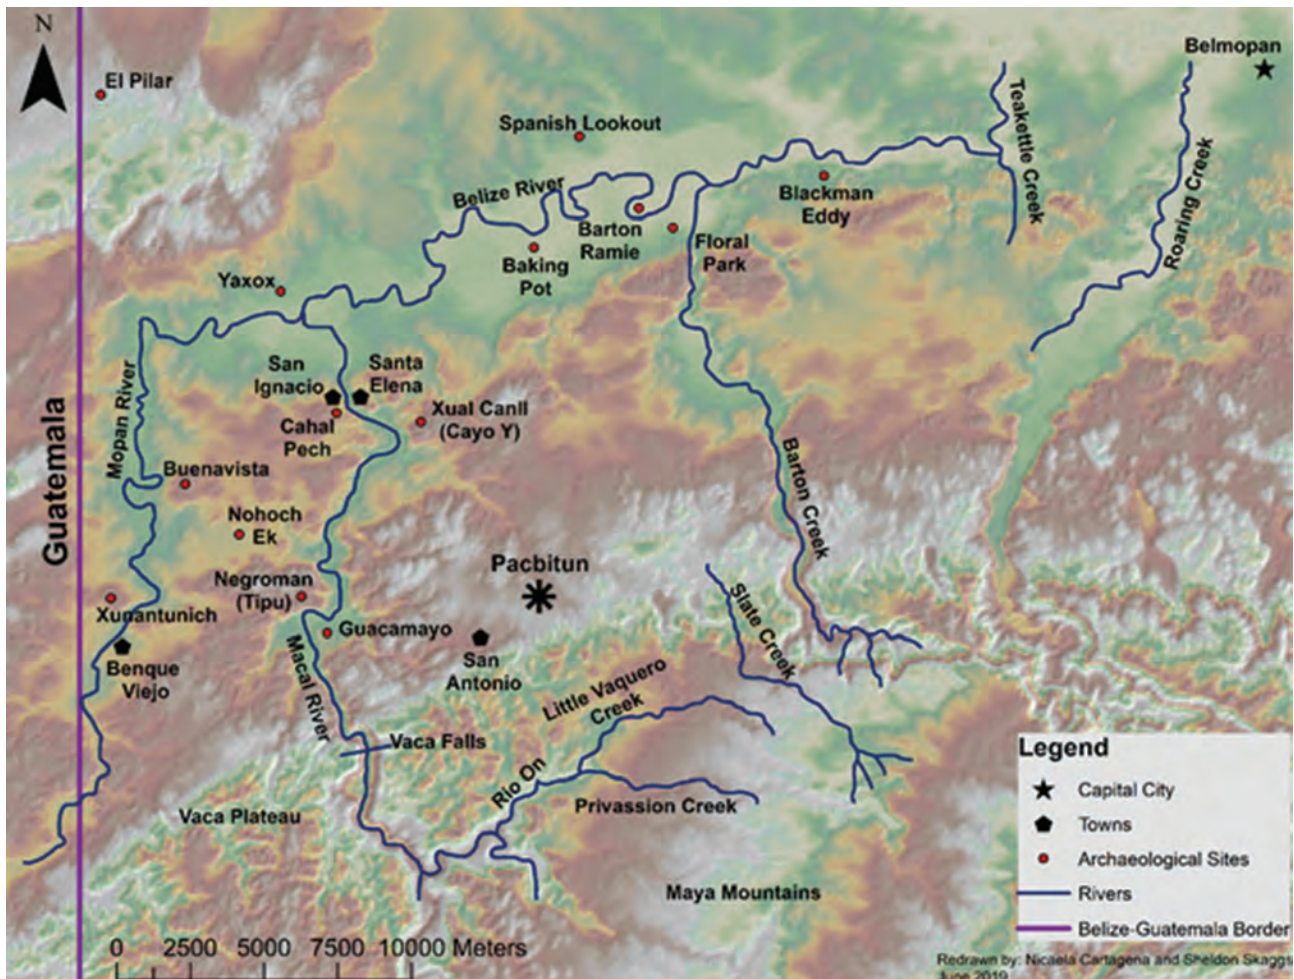 N
Belmopan
El Pilar
Teakettle Creek
Spanish Lookout
Roaring Creek
Belize River
Blackman
Eddy
Barton
Ramie
Floral
Park
Baking
Pot
Yaxox
San
Ignacio
Santa
Elena
Mopan River
Cahal
Pech
Xual Canil
(Cayo Y)
Guatemala
Buenavista
Barton Creek
Nohoch
Ek
Pacbitun
Negroman
(Tipu)
Xunantunich
Slate Creek
Guacamayo
Macal River
San
Antonio
Benque
Viejo
Little Vaquero
Creek
Vaca Falls
Rio On
Privassion Creek
Vaca Plateau
Maya Mountains
Legend
Capital City
Towns
Archaeological Sites
Rivers
Belize-Guatemala Border
0 2500 5000 7500 10000 Meters
Redrawn by: Nicaela Cartagena and Sheldon Skaggs
June 2019